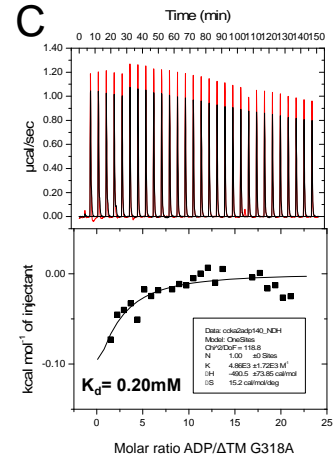 C
Time (min)
0 10 20 30 40 50 60 70 80 90 100 110 120 130 140 150
1.40
1.20
1.00
0.80
0.60
0.40
0.20
0.00
µcal/sec
0.00
-0.10
kcal mol⁻¹ of injectant
Data: ccka2adp140_NDH
Model: OneSites
Chi^2/DoF = 118.8
N 1.00 ±0 Sites
K 4.86E3 ±1.72E3 M⁻¹
□H -490.5 ±73.85 cal/mol
□S 15.2 cal/mol/deg
K_d= 0.20mM
0 5 10 15 20 25
Molar ratio ADP/ΔTM G318A